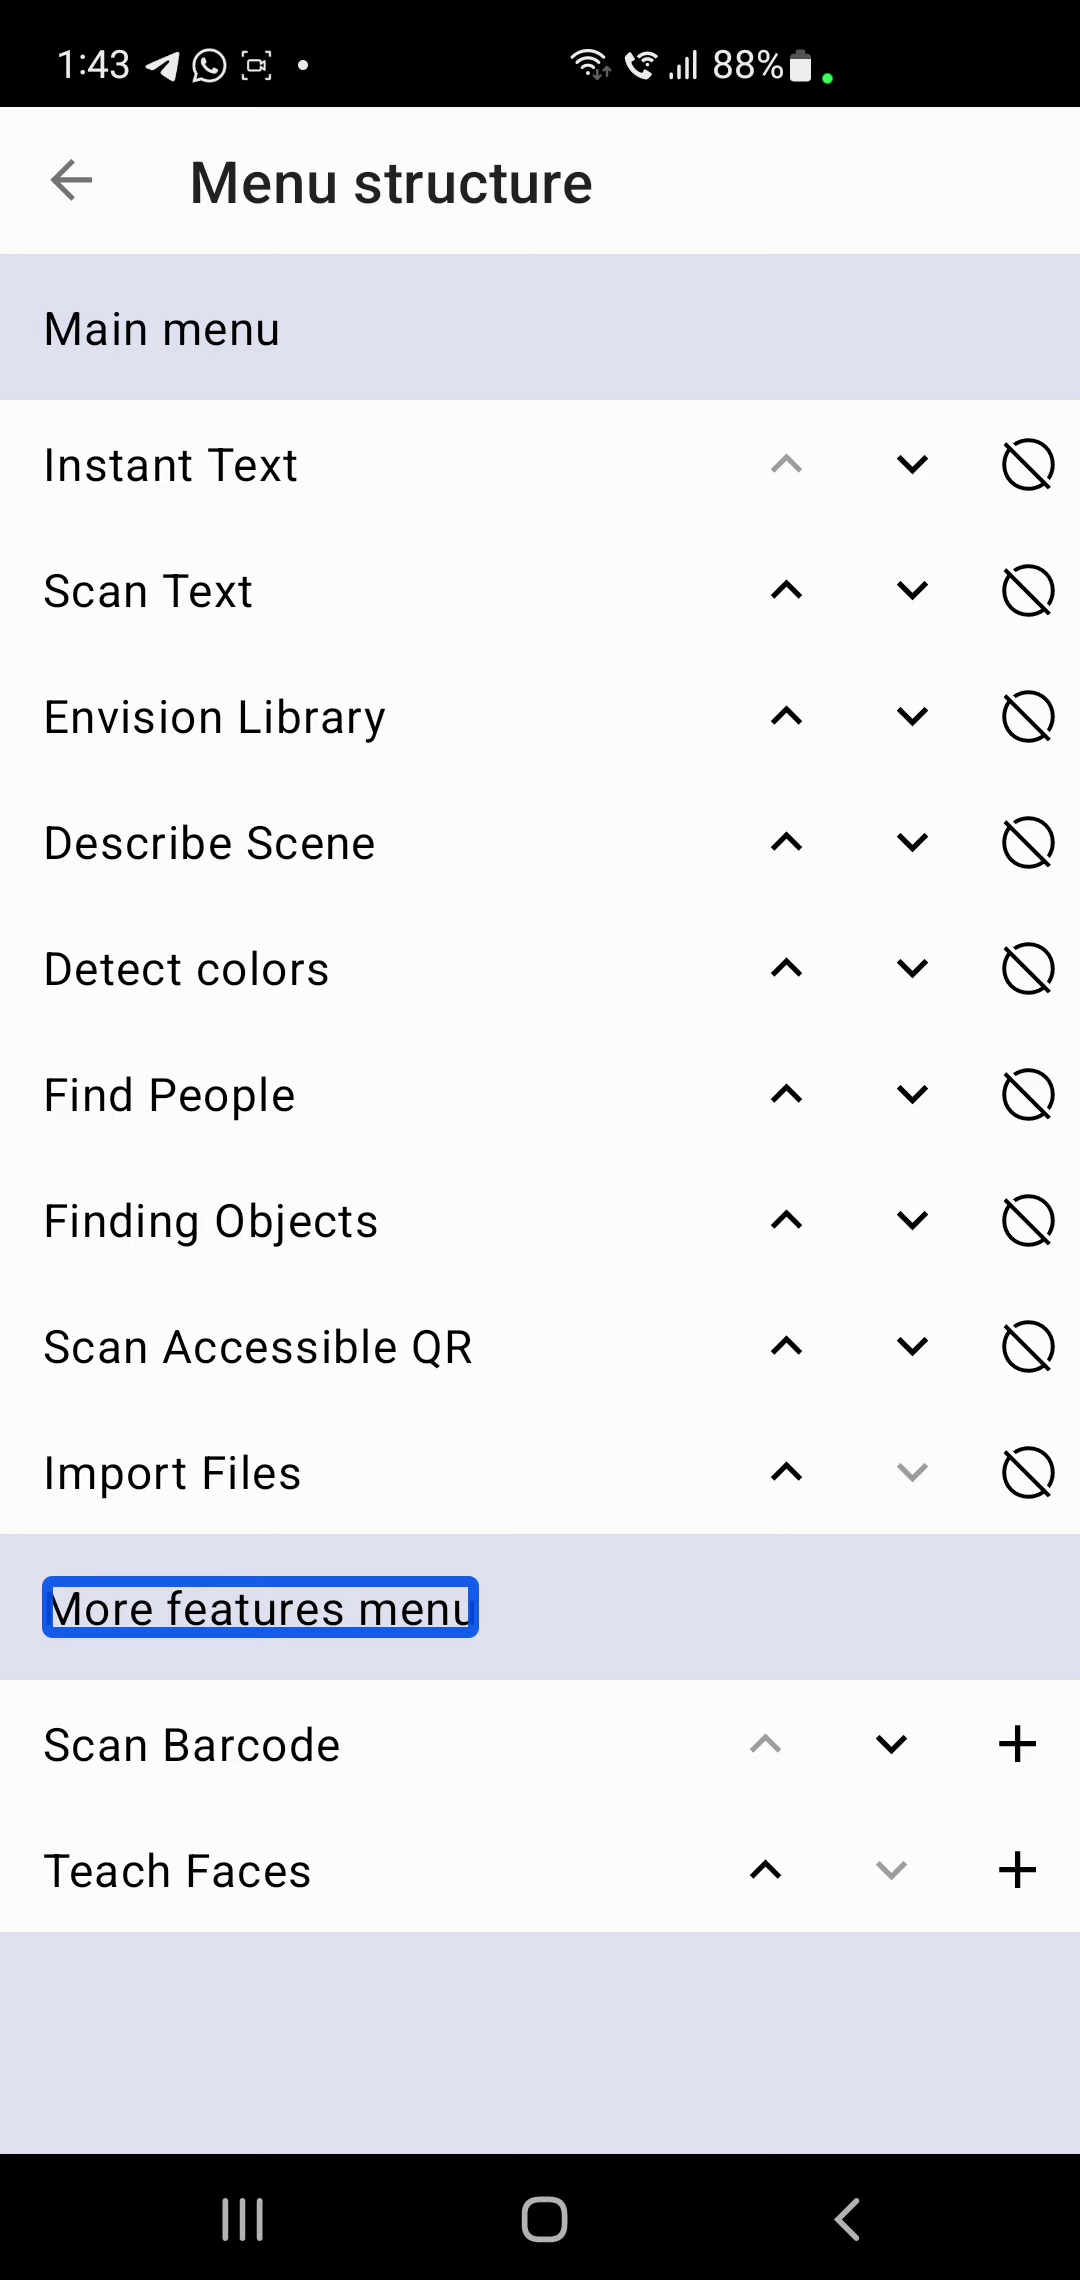 1:43 88%
Menu structure
Main menu
Instant Text
Scan Text
Envision Library
Describe Scene
Detect colors
Find People
Finding Objects
Scan Accessible QR
Import Files
More features menu
Scan Barcode
Teach Faces